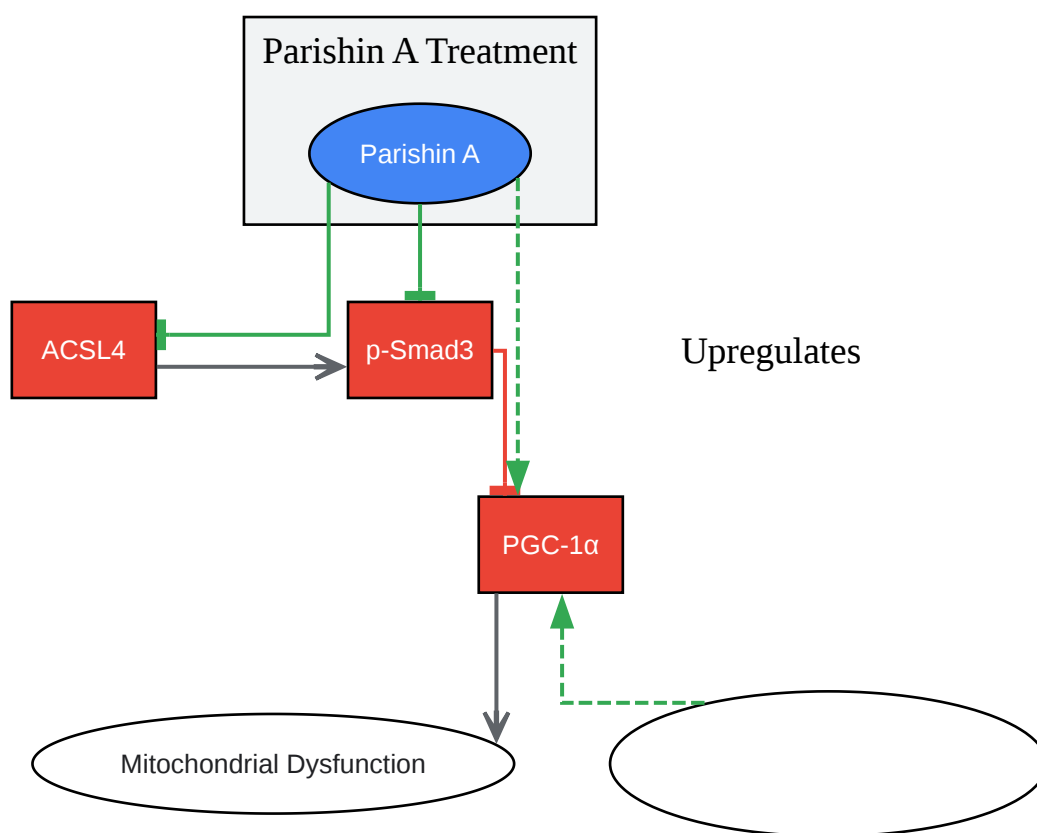 Parishin A Treatment
Parishin A
ACSL4
p-Smad3
Upregulates
PGC-1α
Mitochondrial Dysfunction